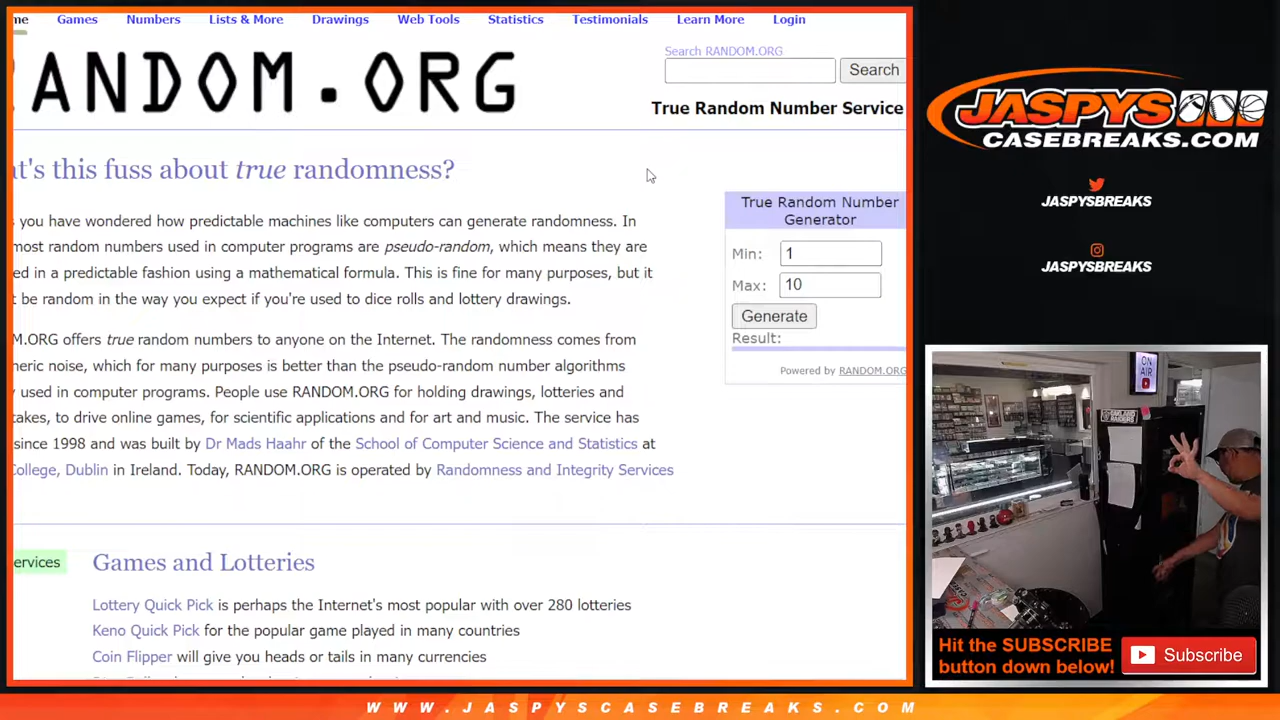 me Games Numbers Lists & More Drawings Web Tools Statistics Testimonials Learn More Login
RANDOM.ORG
Search RANDOM.ORG
Search
True Random Number Service
at's this fuss about true randomness?
s you have wondered how predictable machines like computers can generate randomness. In
most random numbers used in computer programs are pseudo-random, which means they are
ed in a predictable fashion using a mathematical formula. This is fine for many purposes, but it
t be random in the way you expect if you're used to dice rolls and lottery drawings.
M.ORG offers true random numbers to anyone on the Internet. The randomness comes from
heric noise, which for many purposes is better than the pseudo-random number algorithms
y used in computer programs. People use RANDOM.ORG for holding drawings, lotteries and
takes, to drive online games, for scientific applications and for art and music. The service has
since 1998 and was built by Dr Mads Haahr of the School of Computer Science and Statistics at
College, Dublin in Ireland. Today, RANDOM.ORG is operated by Randomness and Integrity Services
True Random Number
Generator
Min: 1
Max: 10
Generate
Result:
Powered by RANDOM.ORG
ervices
Games and Lotteries
Lottery Quick Pick is perhaps the Internet's most popular with over 280 lotteries
Keno Quick Pick for the popular game played in many countries
Coin Flipper will give you heads or tails in many currencies
JASPYS
CASEBREAKS.COM
JASPYSBREAKS
JASPYSBREAKS
ON
AIR
Hit the SUBSCRIBE
button down below!
Subscribe
WWW.JASPYSCASEBREAKS.COM